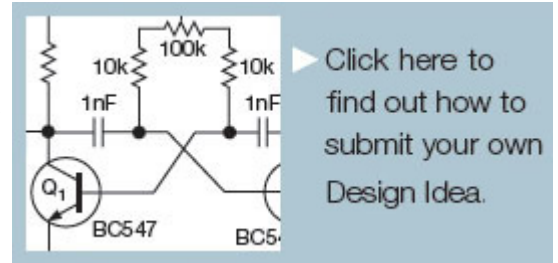 100k
10k
10k
1nF
1nF
Q1
BC547
Click here to
find out how to
submit your own
Design Idea.